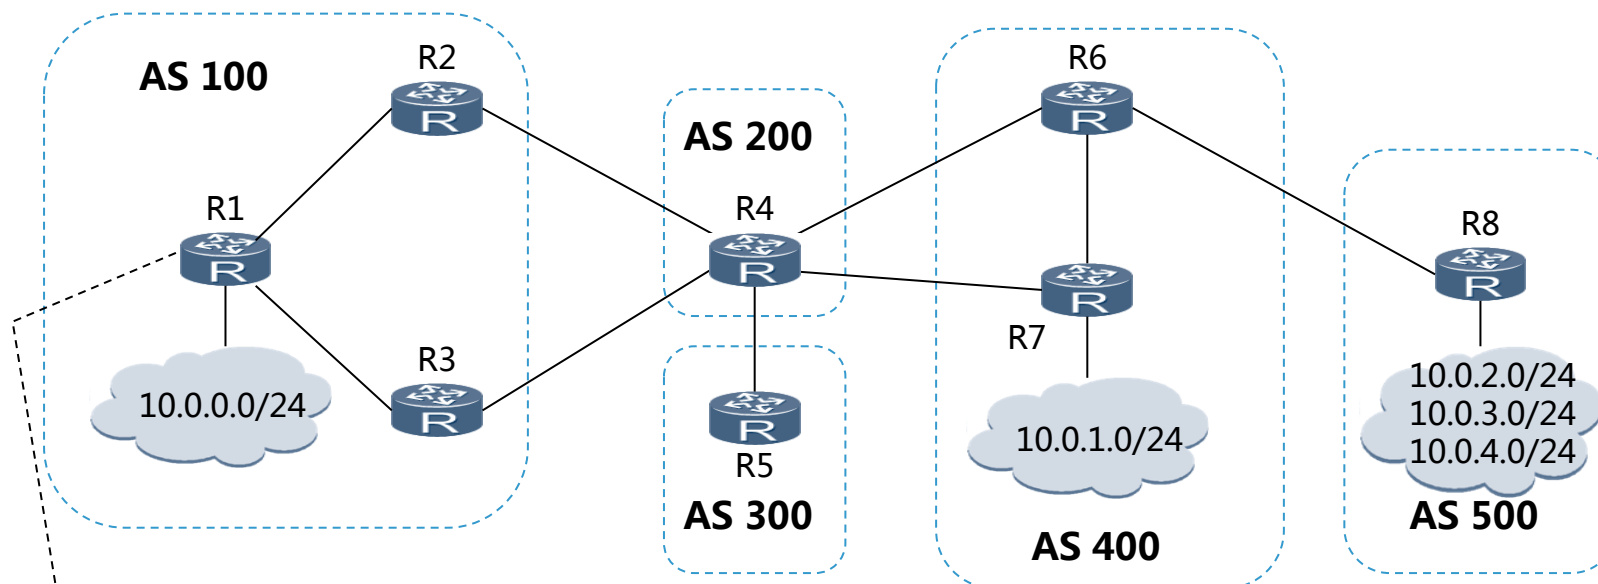 AS 100
R2
R
R1
R
10.0.0.0/24
R3
R
AS 200
R4
R
R
R5
AS 300
R6
R
R
R7
10.0.1.0/24
AS 400
R8
R
10.0.2.0/24
10.0.3.0/24
10.0.4.0/24
AS 500